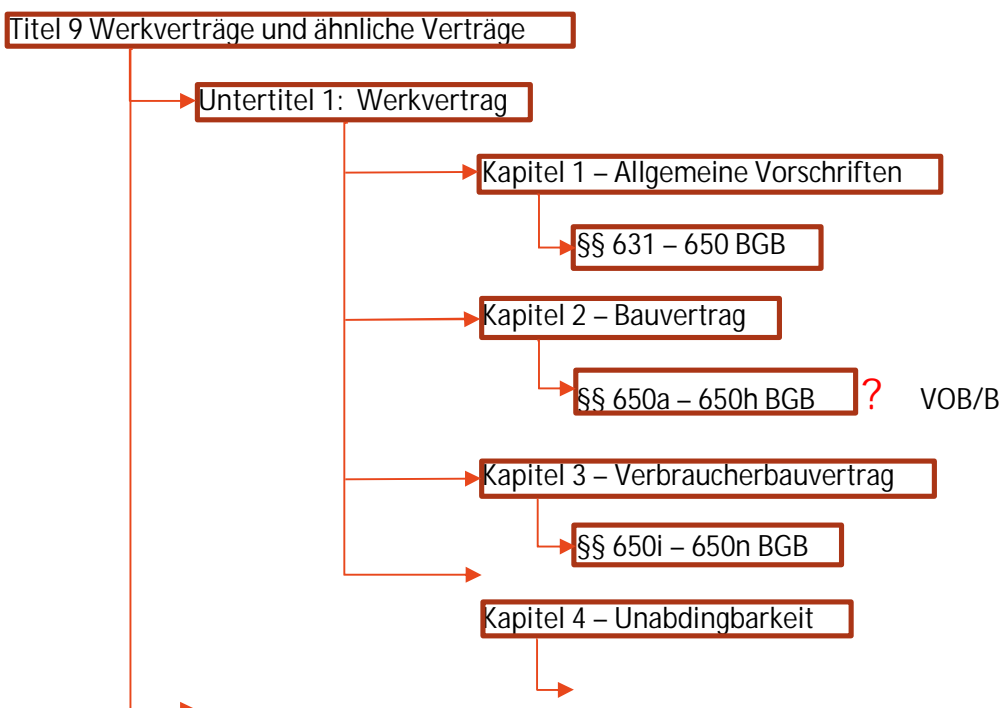 Titel 9 Werkverträge und ähnliche Verträge
Untertitel 1: Werkvertrag
Kapitel 1 – Allgemeine Vorschriften
§§ 631 – 650 BGB
Kapitel 2 – Bauvertrag
§§ 650a – 650h BGB ? VOB/B
Kapitel 3 – Verbraucherbauvertrag
§§ 650i – 650n BGB
Kapitel 4 – Unabdingbarkeit